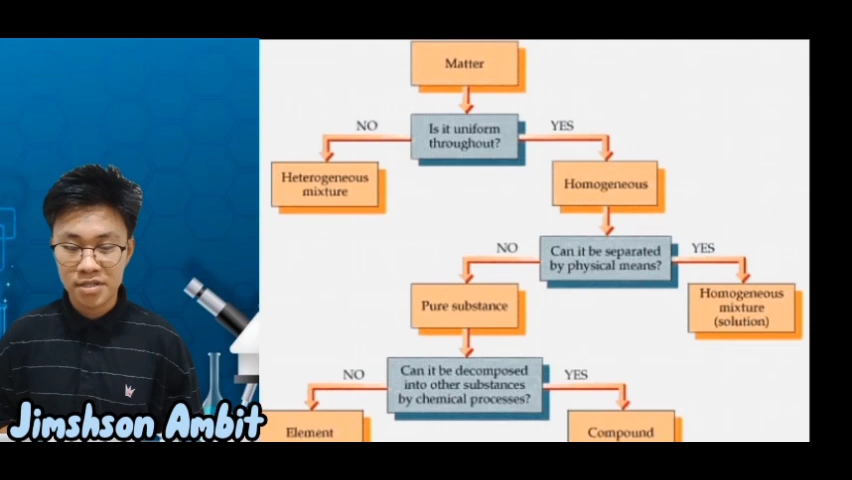 Matter
NO
Is it uniform
throughout?
YES
Heterogeneous
mixture
Homogeneous
NO
Can it be separated
by physical means?
YES
Pure substance
Homogeneous
mixture
(solution)
NO
Can it be decomposed
into other substances
by chemical processes?
YES
Element
Compound
Jimshson Ambit